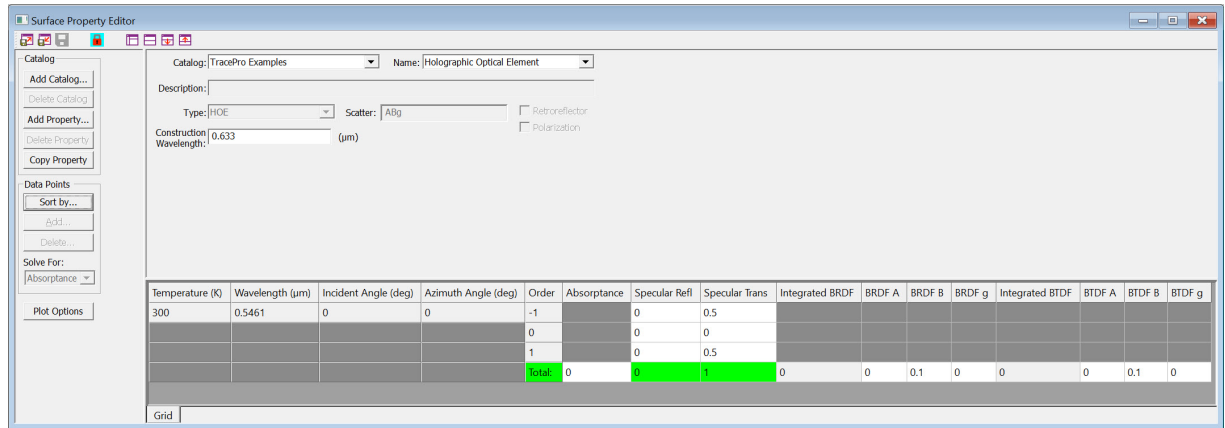 Surface Property Editor
Catalog
Add Catalog...
Delete Catalog
Add Property...
Delete Property
Copy Property
Data Points
Sort by...
Add...
Delete...
Solve For:
Absorptance
Plot Options
Catalog: TracePro Examples Name: Holographic Optical Element
Description:
Type: HOE Scatter: ABg Retroreflector
Polarization
Construction Wavelength: 0.633 (µm)
Temperature (K) Wavelength (µm) Incident Angle (deg) Azimuth Angle (deg) Order Absorptance Specular Refl Specular Trans Integrated BRDF BRDF A BRDF B BRDF g Integrated BTDF BTDF A BTDF B BTDF g
300 0.5461 0 0 -1 0 0.5
0 0 0
1 0 0.5
Total: 0 0 1 0 0 0.1 0 0 0 0.1 0
Grid